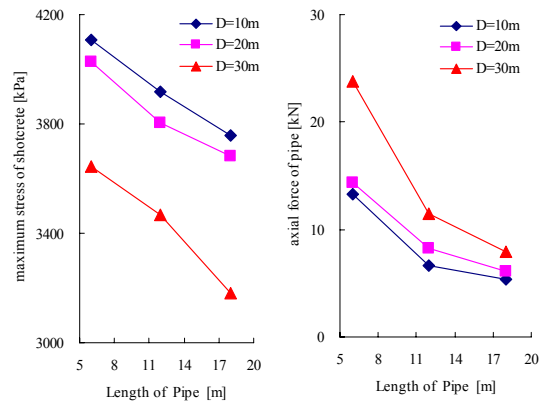 4200
3800
3400
3000
maximum stress of shotcrete [kPa]
D=10m
D=20m
D=30m
5 8 11 14 17 20
Length of Pipe [m]
30
20
10
0
axial force of pipe [kN]
D=10m
D=20m
D=30m
5 8 11 14 17 20
Length of Pipe [m]